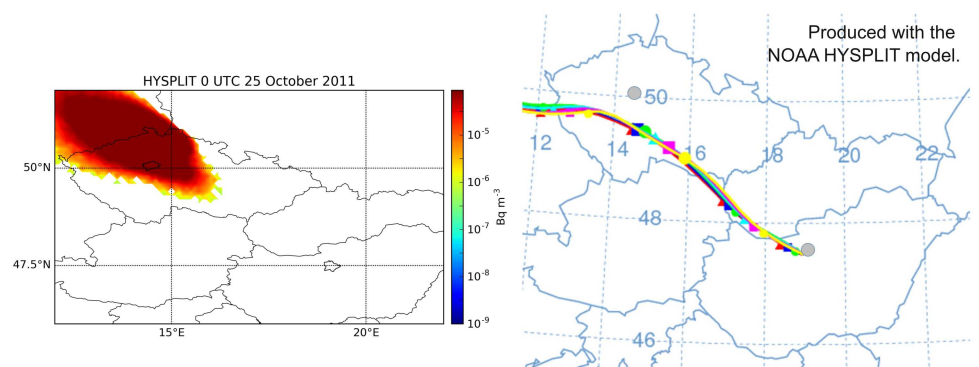 HYSPLIT 0 UTC 25 October 2011
50°N
47.5°N
15°E
20°E
10⁻⁵
10⁻⁶
10⁻⁷
10⁻⁸
10⁻⁹
Bq m⁻³
Produced with the
NOAA HYSPLIT model.
50
12
14
16
18
20
22
48
46